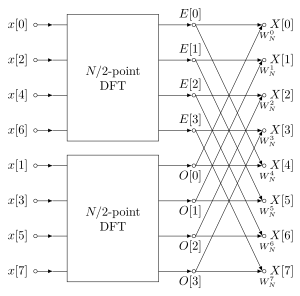 x[0] E[0] X[0]
W_N^0
x[2] E[1] X[1]
W_N^1
N/2-point
DFT
x[4] E[2] X[2]
W_N^2
x[6] E[3] X[3]
W_N^3
x[1] O[0] X[4]
W_N^4
x[3] O[1] X[5]
W_N^5
N/2-point
DFT
x[5] O[2] X[6]
W_N^6
x[7] O[3] X[7]
W_N^7